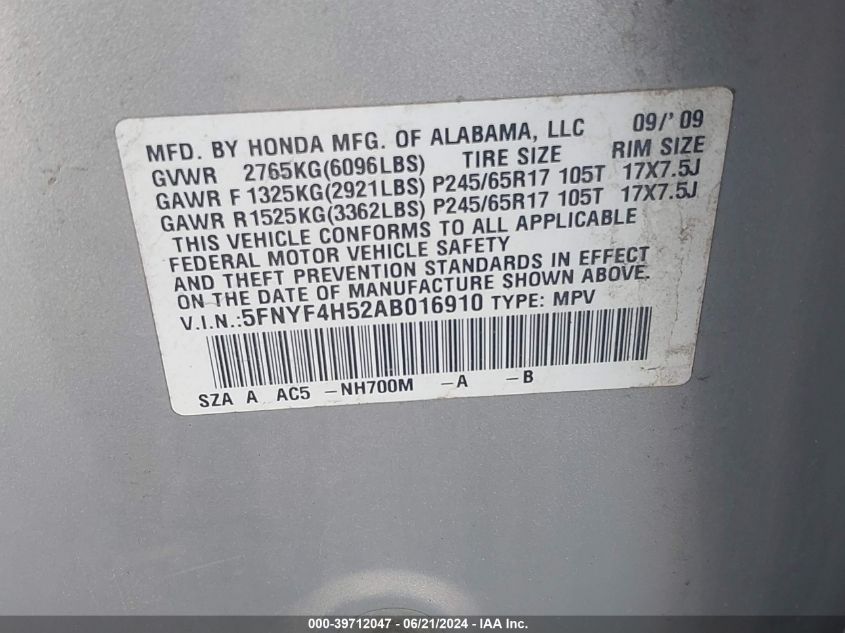 MFD. BY HONDA MFG. OF ALABAMA, LLC 09/'09
GVWR 2765KG(6096LBS) TIRE SIZE RIM SIZE
GAWR F 1325KG(2921LBS) P245/65R17 105T 17X7.5J
GAWR R1525KG(3362LBS) P245/65R17 105T 17X7.5J
THIS VEHICLE CONFORMS TO ALL APPLICABLE
FEDERAL MOTOR VEHICLE SAFETY
AND THEFT PREVENTION STANDARDS IN EFFECT
ON THE DATE OF MANUFACTURE SHOWN ABOVE.
V.I.N.:5FNYF4H52AB016910 TYPE: MPV
SZA A AC5 -NH700M -A -B
000-39712047 - 06/21/2024 - IAA Inc.